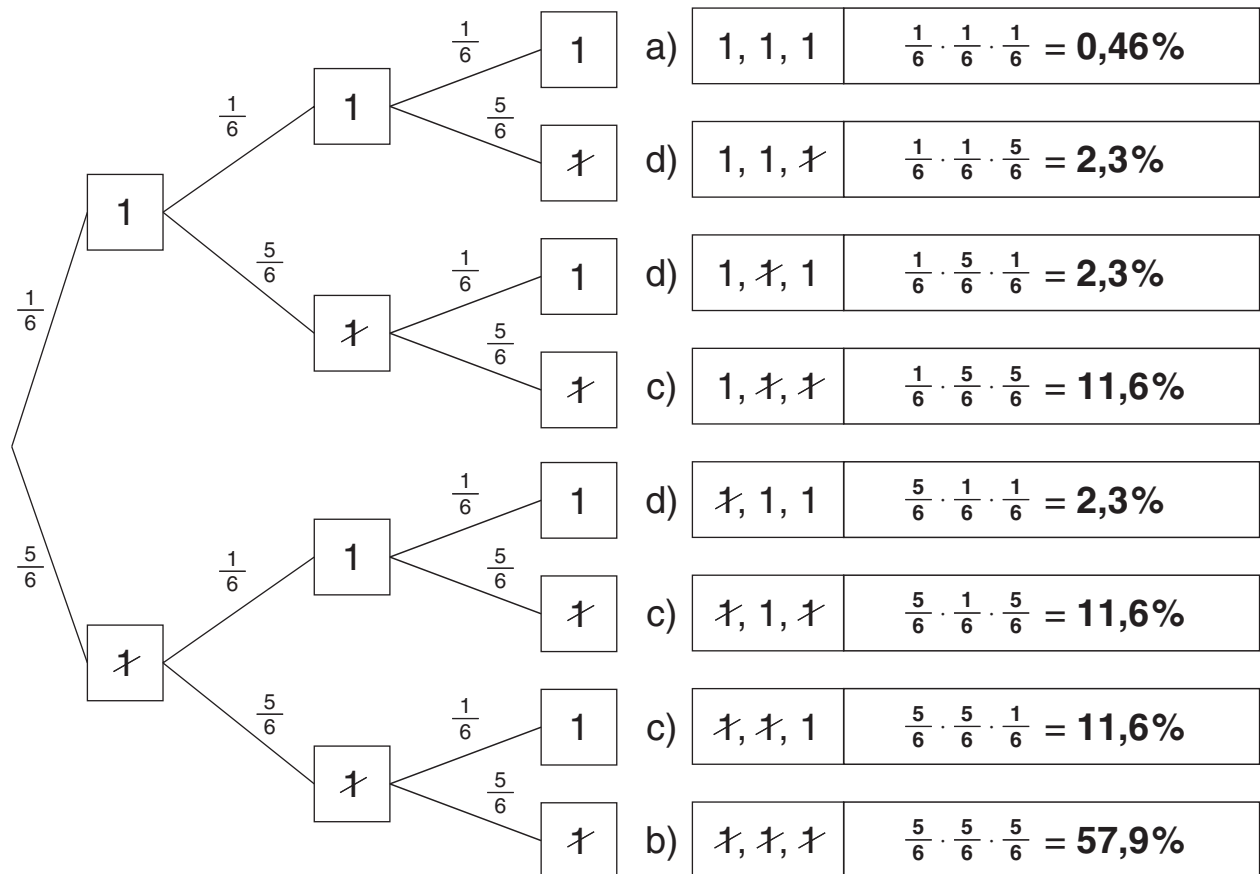 1/6 1 a) 1, 1, 1 1/6 · 1/6 · 1/6 = 0,46%
1/6 1 5/6 1̸ d) 1, 1, 1̸ 1/6 · 1/6 · 5/6 = 2,3%
1 5/6 1/6 1 d) 1, 1̸, 1 1/6 · 5/6 · 1/6 = 2,3%
1/6 1̸ 5/6 1̸ c) 1, 1̸, 1̸ 1/6 · 5/6 · 5/6 = 11,6%
1/6 1 d) 1̸, 1, 1 5/6 · 1/6 · 1/6 = 2,3%
5/6 1/6 1 5/6 1̸ c) 1̸, 1, 1̸ 5/6 · 1/6 · 5/6 = 11,6%
1̸ 5/6 1/6 1 c) 1̸, 1̸, 1 5/6 · 5/6 · 1/6 = 11,6%
1̸ 5/6 1̸ b) 1̸, 1̸, 1̸ 5/6 · 5/6 · 5/6 = 57,9%